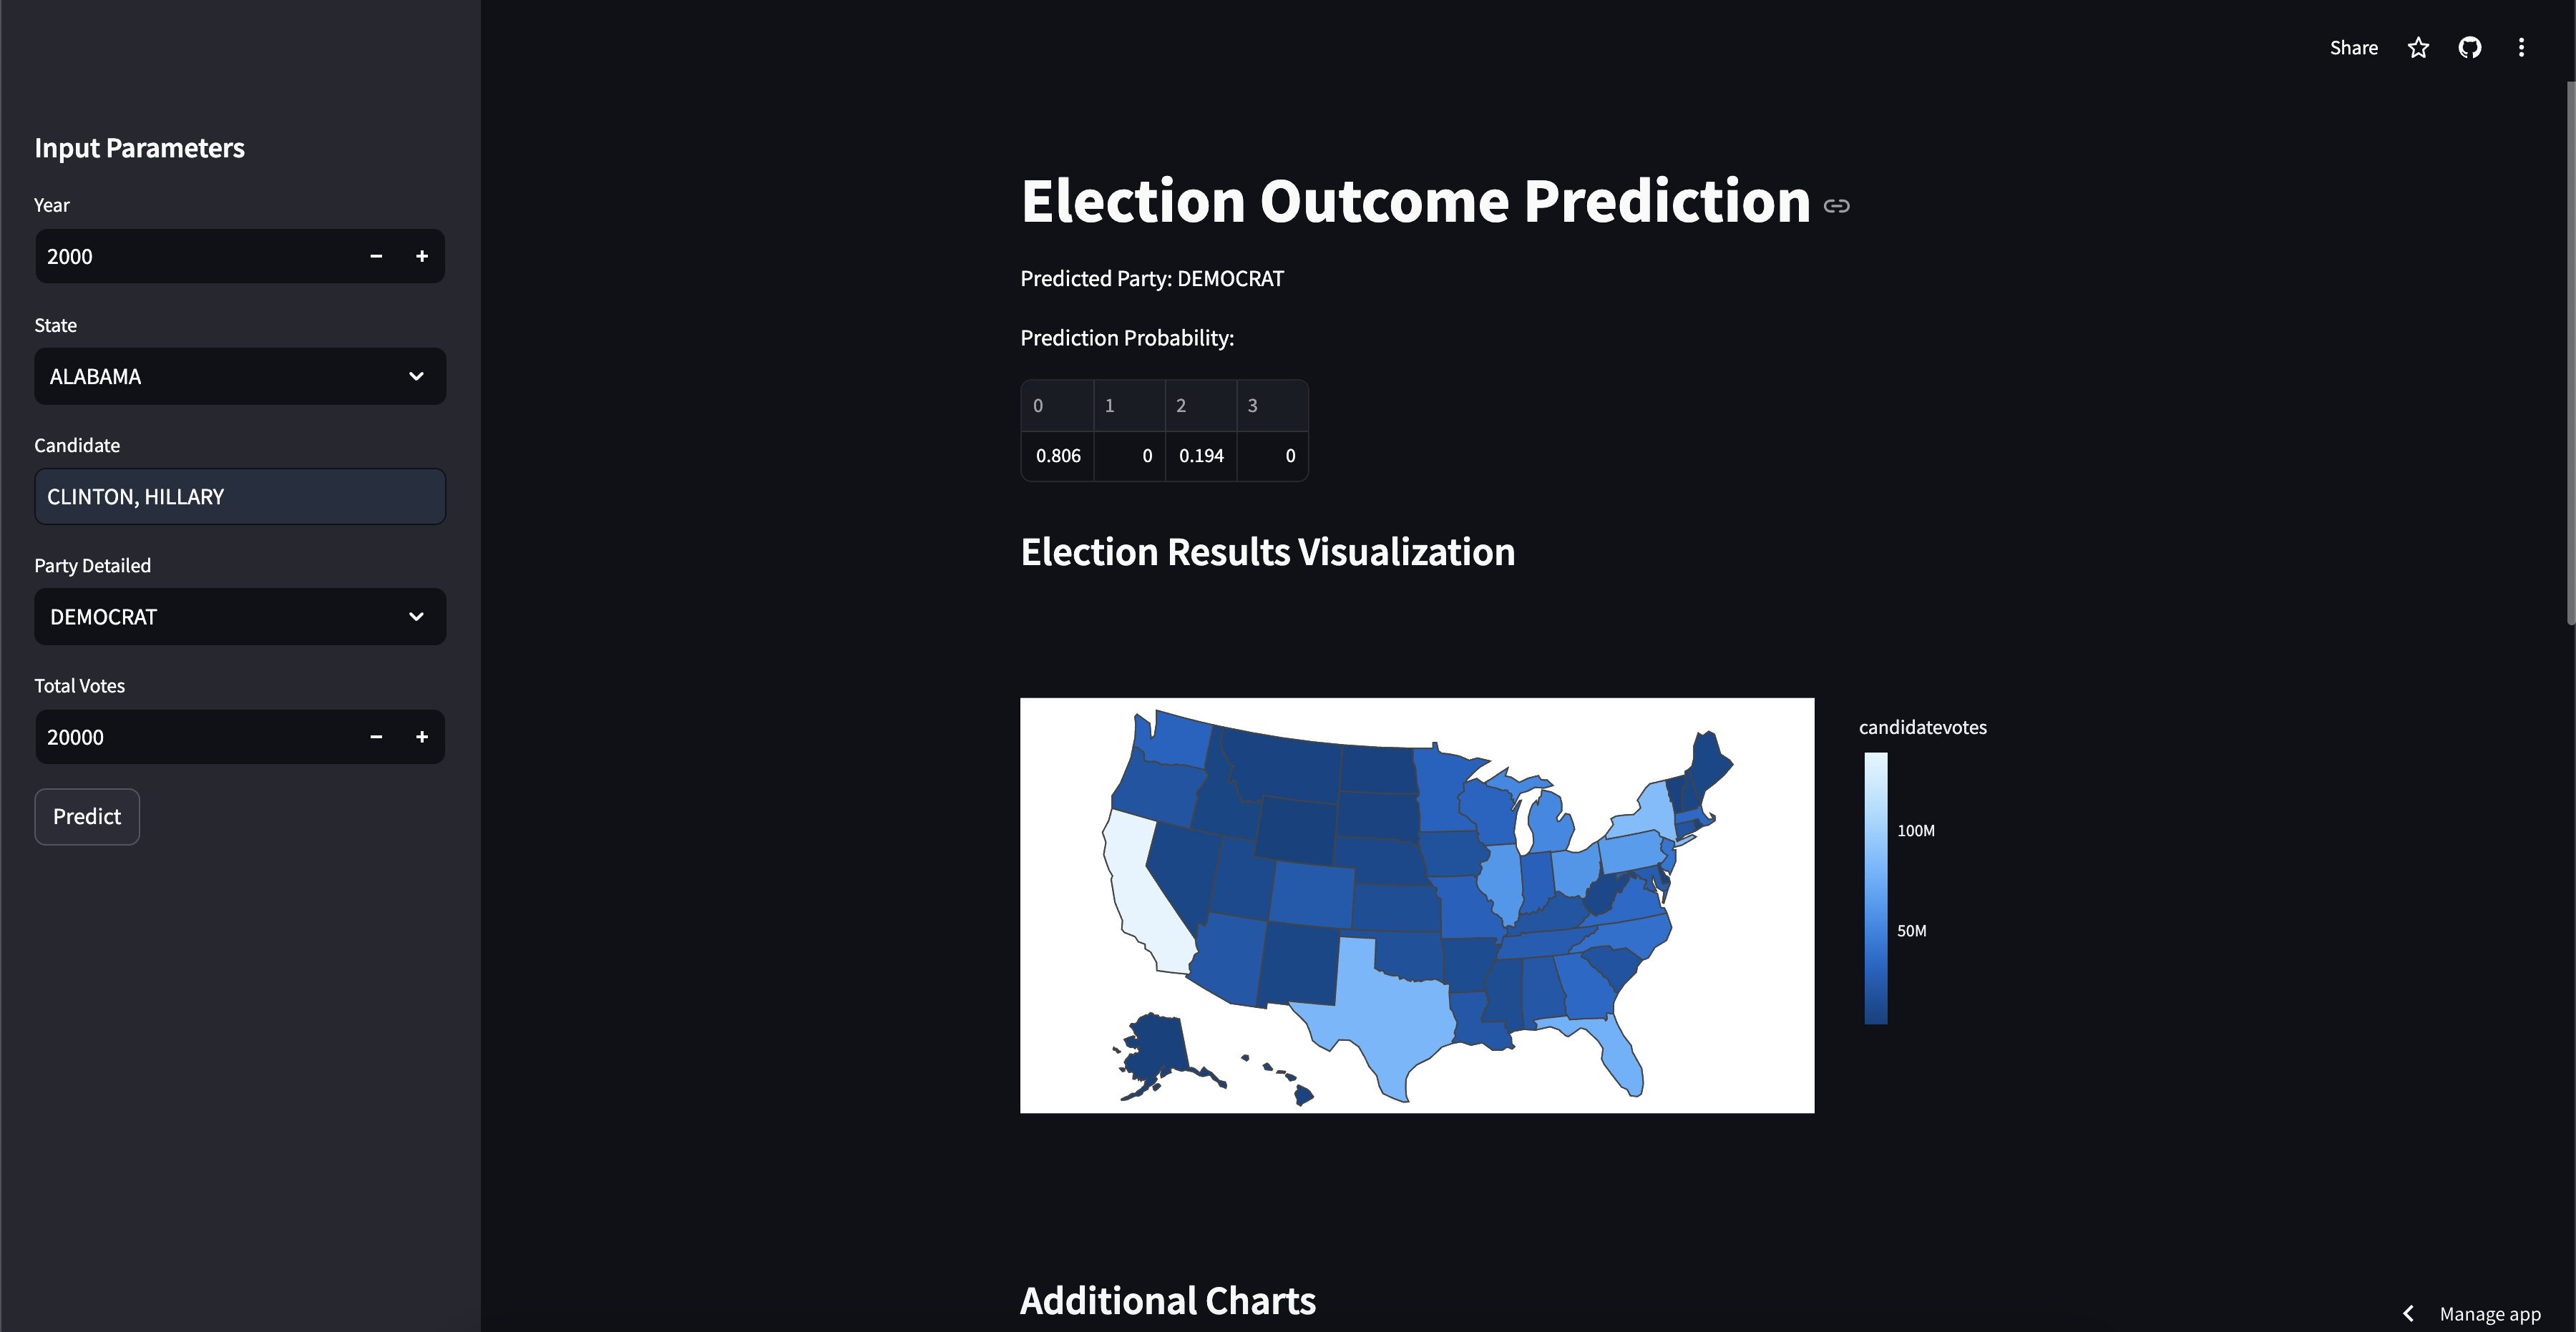 Share
Input Parameters
Year
2000
State
ALABAMA
Candidate
CLINTON, HILLARY
Party Detailed
DEMOCRAT
Total Votes
20000
Predict
Election Outcome Prediction
Predicted Party: DEMOCRAT
Prediction Probability:
0 1 2 3
0.806 0 0.194 0
Election Results Visualization
candidatevotes
100M
50M
Additional Charts
Manage app